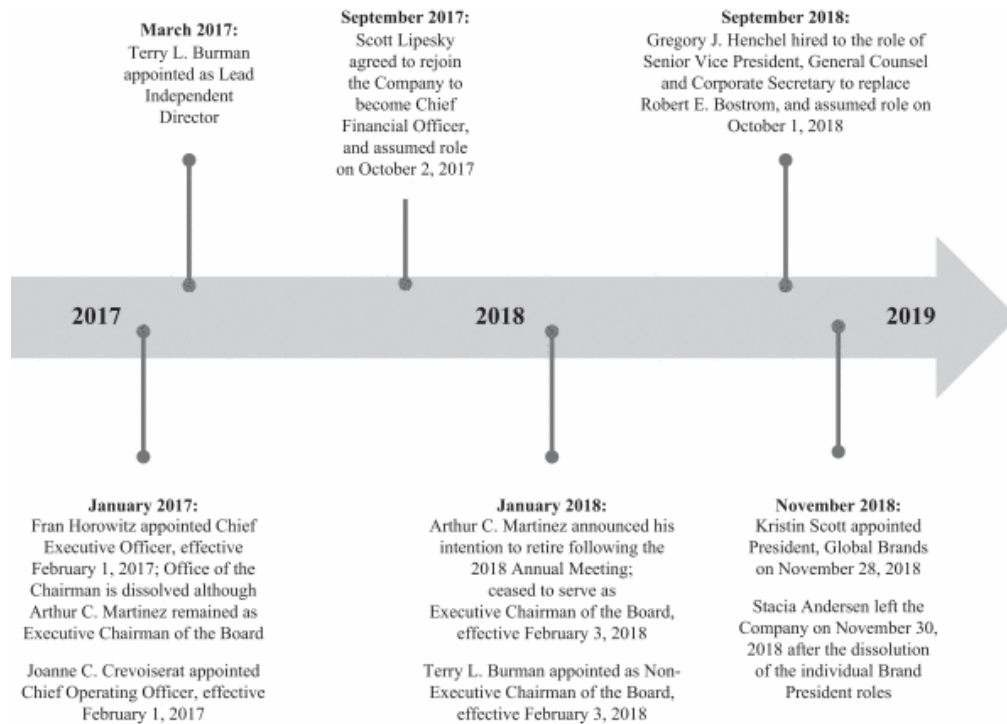 March 2017:
Terry L. Burman
appointed as Lead
Independent
Director
September 2017:
Scott Lipesky
agreed to rejoin
the Company to
become Chief
Financial Officer,
and assumed role
on October 2, 2017
September 2018:
Gregory J. Henchel hired to the role of
Senior Vice President, General Counsel
and Corporate Secretary to replace
Robert E. Bostrom, and assumed role on
October 1, 2018
2017
2018
2019
January 2017:
Fran Horowitz appointed Chief
Executive Officer, effective
February 1, 2017; Office of the
Chairman is dissolved although
Arthur C. Martinez remained as
Executive Chairman of the Board
Joanne C. Crevoiserat appointed
Chief Operating Officer, effective
February 1, 2017
January 2018:
Arthur C. Martinez announced his
intention to retire following the
2018 Annual Meeting;
ceased to serve as
Executive Chairman of the Board,
effective February 3, 2018
Terry L. Burman appointed as Non-
Executive Chairman of the Board,
effective February 3, 2018
November 2018:
Kristin Scott appointed
President, Global Brands
on November 28, 2018
Stacia Andersen left the
Company on November 30,
2018 after the dissolution
of the individual Brand
President roles